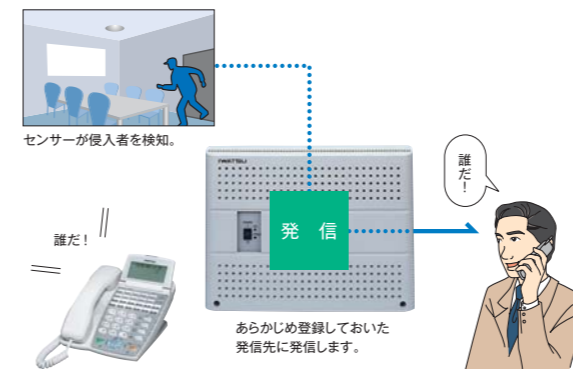 センサーが侵入者を検知。
IWATSU
誰だ！
発 信
誰だ！
あらかじめ登録しておいた
発信先に発信します。